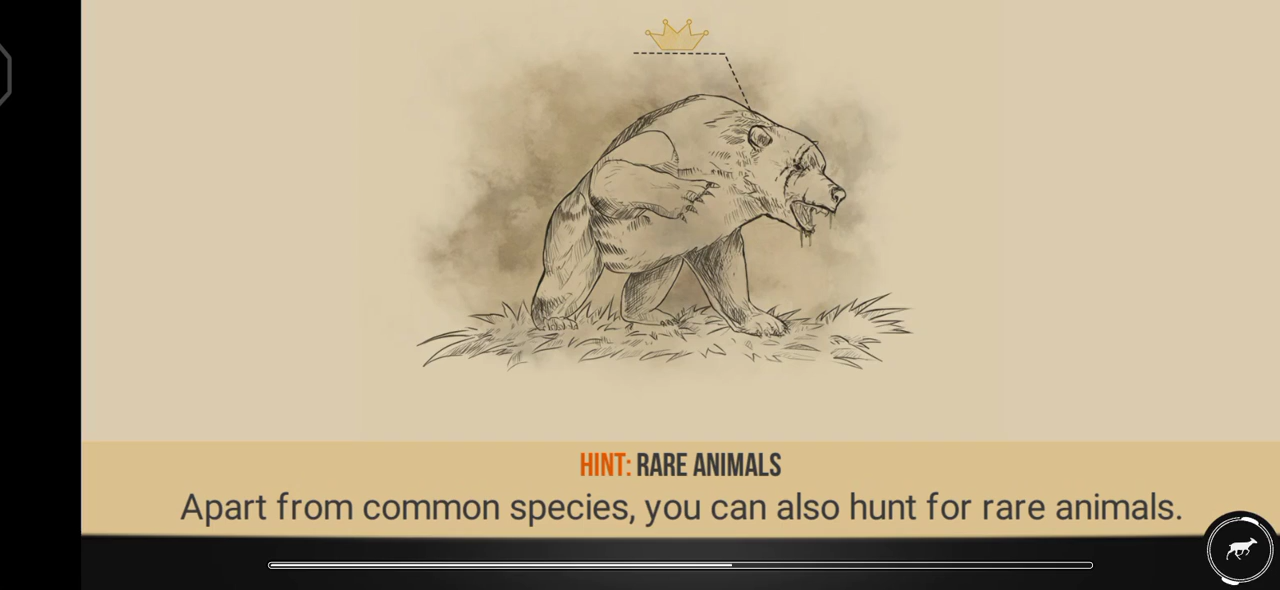 HINT: RARE ANIMALS
Apart from common species, you can also hunt for rare animals.